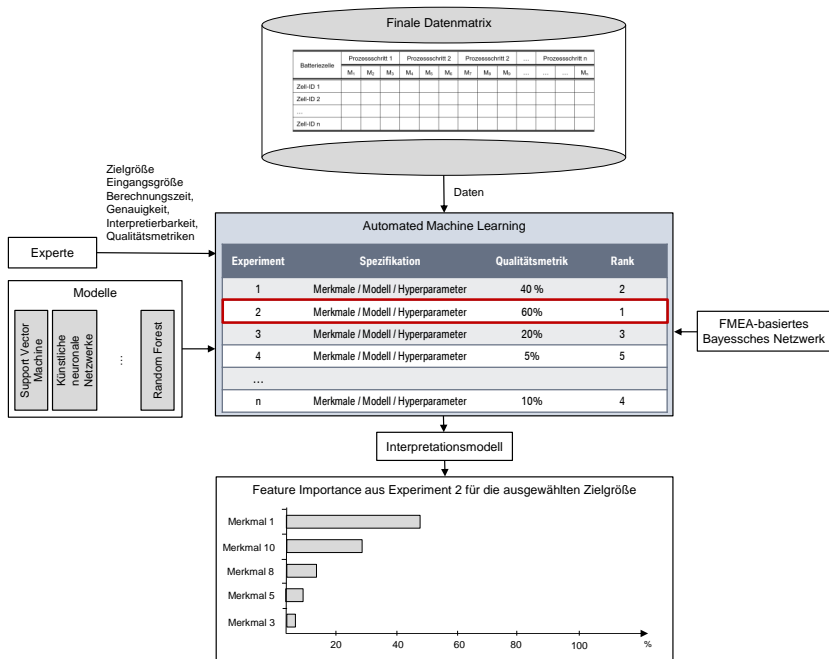 Finale Datenmatrix
Batteriezelle Prozessschritt 1 Prozessschritt 2 Prozessschritt 2 ... Prozessschritt n
M₁ M₂ M₃ M₄ M₅ M₆ M₇ M₈ M₉ ... ... ... Mₙ
Zell-ID 1
Zell-ID 2
...
Zell-ID n
Daten
Zielgröße
Eingangsgröße
Berechnungszeit,
Genauigkeit,
Interpretierbarkeit,
Qualitätsmetriken
Experte
Modelle
Support Vector
Machine
Künstliche
neuronale
Netzwerke
...
Random Forest
Automated Machine Learning
Experiment Spezifikation Qualitätsmetrik Rank
1 Merkmale / Modell / Hyperparameter 40 % 2
2 Merkmale / Modell / Hyperparameter 60% 1
3 Merkmale / Modell / Hyperparameter 20% 3
4 Merkmale / Modell / Hyperparameter 5% 5
...
n Merkmale / Modell / Hyperparameter 10% 4
FMEA-basiertes
Bayessches Netzwerk
Interpretationsmodell
Feature Importance aus Experiment 2 für die ausgewählten Zielgröße
Merkmal 1
Merkmal 10
Merkmal 8
Merkmal 5
Merkmal 3
20 40 60 80 100 %